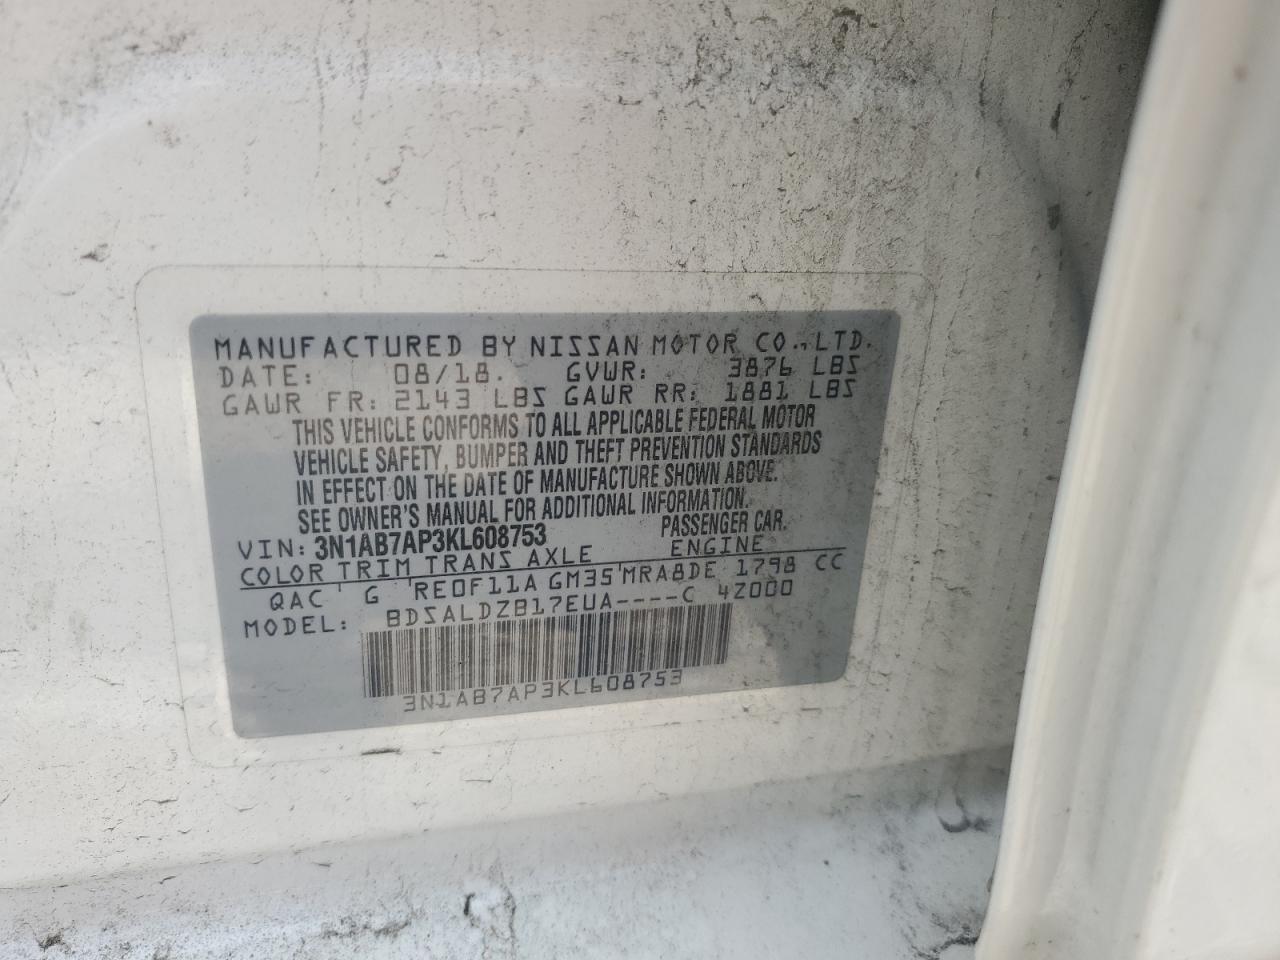 MANUFACTURED BY NISSAN MOTOR CO., LTD.
DATE: 08/18. GVWR: 3876 LBS
GAWR FR: 2143 LBS GAWR RR: 1881 LBS
THIS VEHICLE CONFORMS TO ALL APPLICABLE FEDERAL MOTOR
VEHICLE SAFETY, BUMPER AND THEFT PREVENTION STANDARDS
IN EFFECT ON THE DATE OF MANUFACTURE SHOWN ABOVE.
SEE OWNER'S MANUAL FOR ADDITIONAL INFORMATION.
VIN: 3N1AB7AP3KL608753 PASSENGER CAR.
COLOR TRIM TRANS AXLE ENGINE
QAC G RE0F11A GM35 MRA8DE 1798 CC
MODEL: BDSALDZB17EUA----C 4Z000
3N1AB7AP3KL608753